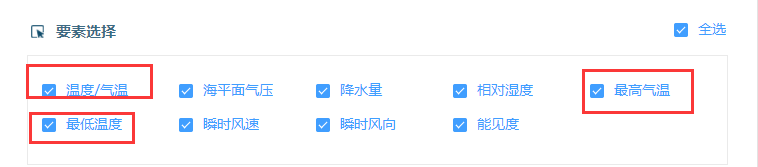 要素选择 全选
温度/气温 海平面气压 降水量 相对湿度 最高气温
最低温度 瞬时风速 瞬时风向 能见度